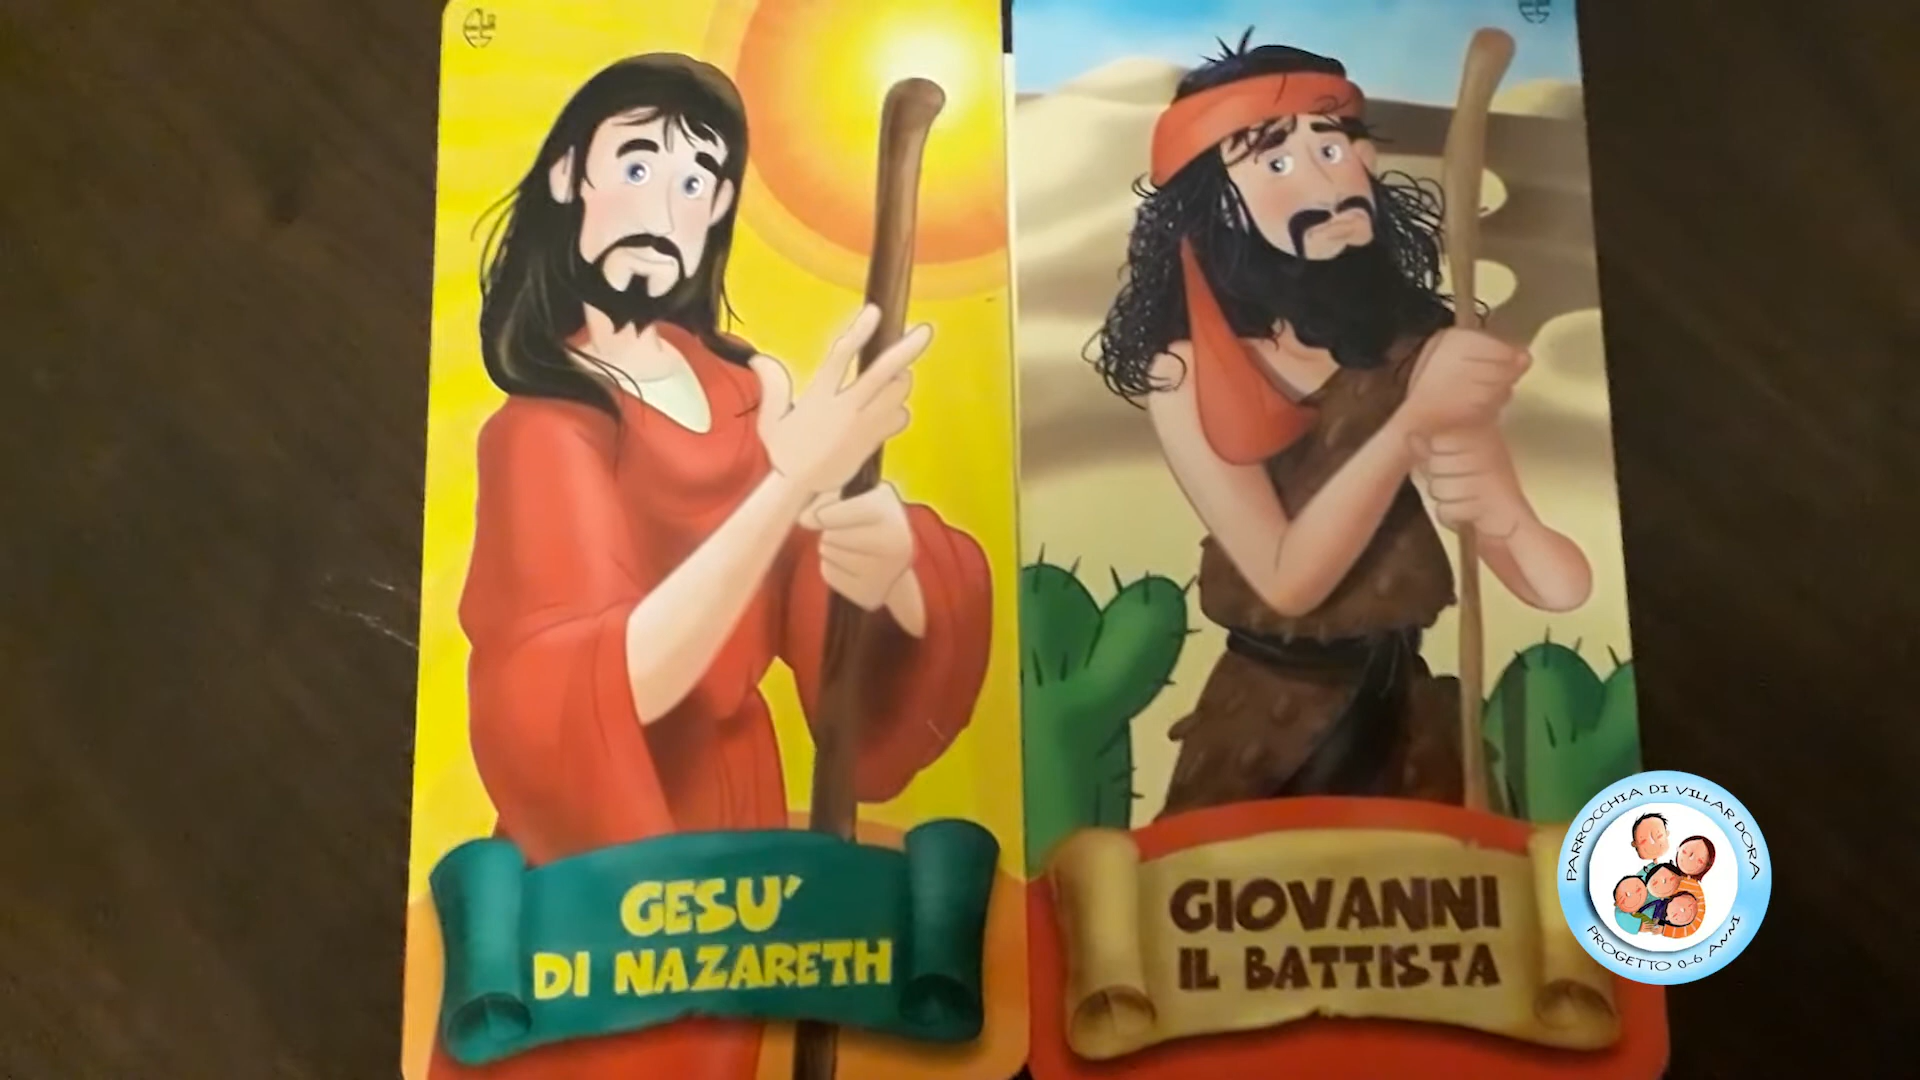 GESU'
DI NAZARETH
GIOVANNI
IL BATTISTA
PARROCCHIA DI VILLAR DORA
PROGETTO 0-6 ANNI